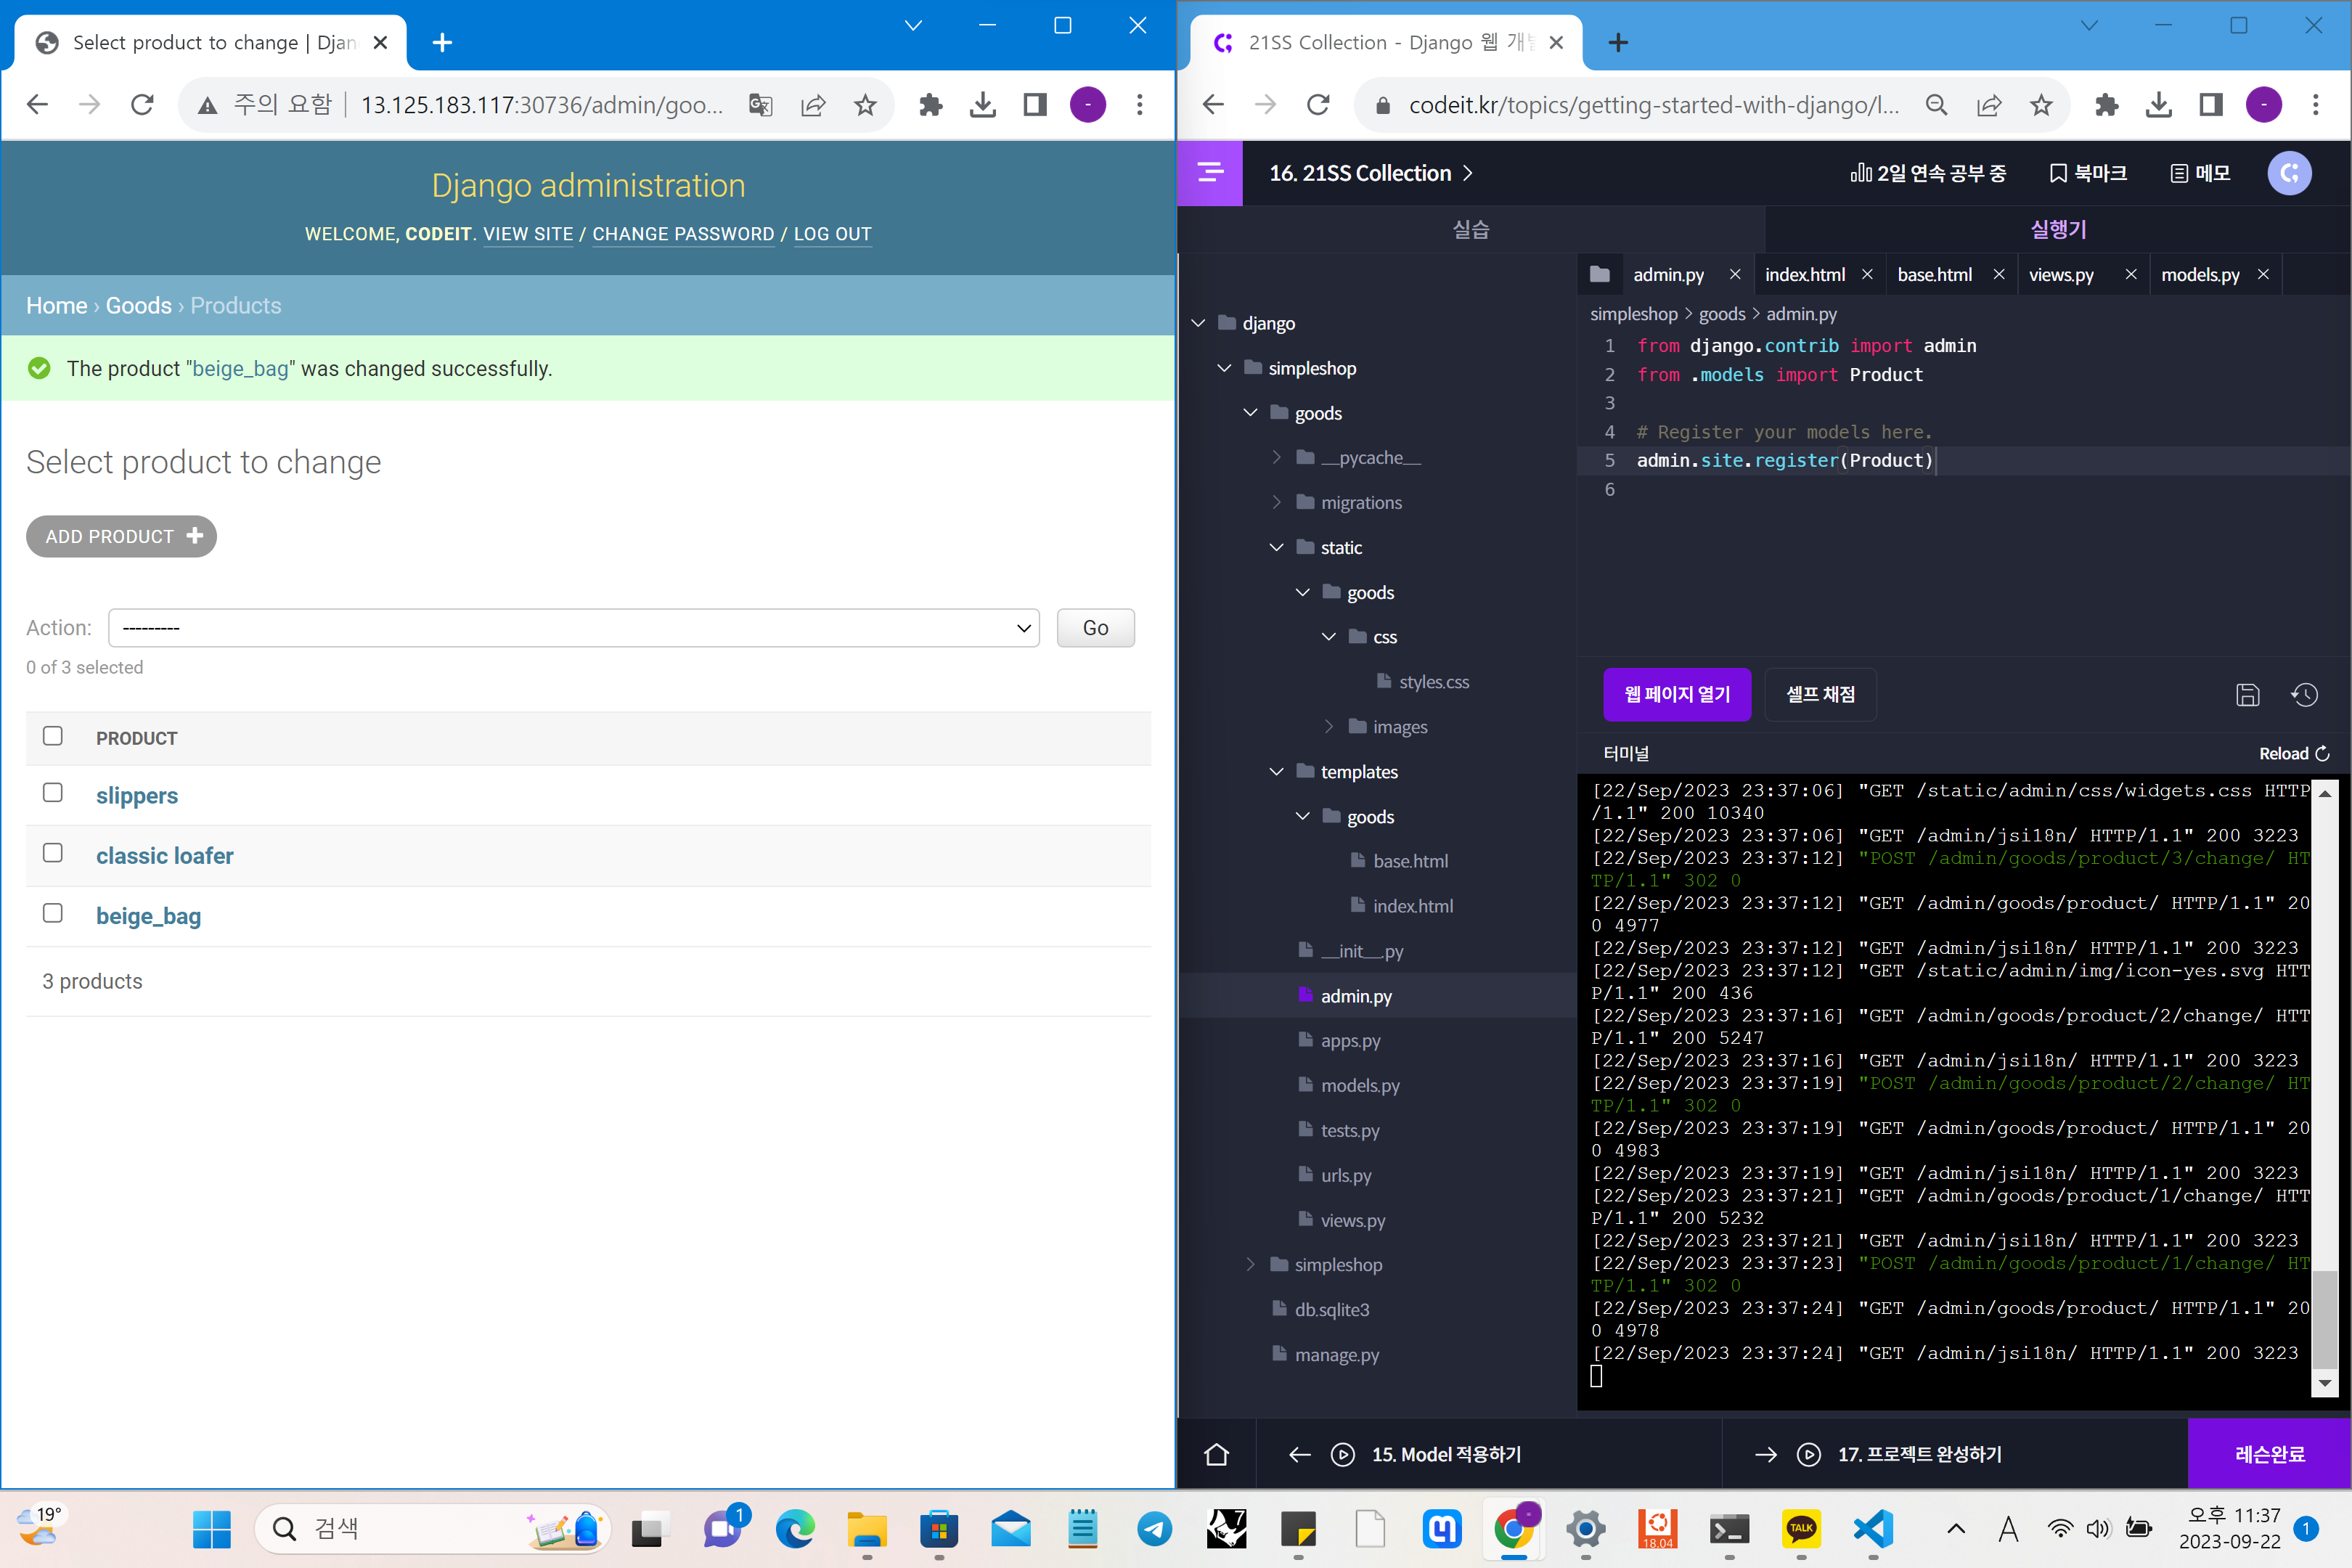 Select product to change | Djan
주의 요함
13.125.183.117:30736/admin/goo...
Django administration
WELCOME, CODEIT. VIEW SITE / CHANGE PASSWORD / LOG OUT
Home › Goods › Products
The product "beige_bag" was changed successfully.
Select product to change
ADD PRODUCT
Action: ---------
Go
0 of 3 selected
PRODUCT
slippers
classic loafer
beige_bag
3 products
21SS Collection - Django 웹 개발
codeit.kr/topics/getting-started-with-django/l...
16. 21SS Collection
2일 연속 공부 중
북마크
메모
실습
실행기
django
simpleshop
goods
__pycache__
migrations
static
goods
css
styles.css
images
templates
goods
base.html
index.html
__init__.py
admin.py
apps.py
models.py
tests.py
urls.py
views.py
simpleshop
db.sqlite3
manage.py
admin.py
index.html
base.html
views.py
models.py
simpleshop > goods > admin.py
1 from django.contrib import admin
2 from .models import Product
3
4 # Register your models here.
5 admin.site.register(Product)
6
웹 페이지 열기
셀프 채점
터미널
Reload
[22/Sep/2023 23:37:06] "GET /static/admin/css/widgets.css HTTP
/1.1" 200 10340
[22/Sep/2023 23:37:06] "GET /admin/jsi18n/ HTTP/1.1" 200 3223
[22/Sep/2023 23:37:12] "POST /admin/goods/product/3/change/ HT
TP/1.1" 302 0
[22/Sep/2023 23:37:12] "GET /admin/goods/product/ HTTP/1.1" 20
0 4977
[22/Sep/2023 23:37:12] "GET /admin/jsi18n/ HTTP/1.1" 200 3223
[22/Sep/2023 23:37:12] "GET /static/admin/img/icon-yes.svg HTT
P/1.1" 200 436
[22/Sep/2023 23:37:16] "GET /admin/goods/product/2/change/ HTT
P/1.1" 200 5247
[22/Sep/2023 23:37:16] "GET /admin/jsi18n/ HTTP/1.1" 200 3223
[22/Sep/2023 23:37:19] "POST /admin/goods/product/2/change/ HT
TP/1.1" 302 0
[22/Sep/2023 23:37:19] "GET /admin/goods/product/ HTTP/1.1" 20
0 4983
[22/Sep/2023 23:37:19] "GET /admin/jsi18n/ HTTP/1.1" 200 3223
[22/Sep/2023 23:37:21] "GET /admin/goods/product/1/change/ HTT
P/1.1" 200 5232
[22/Sep/2023 23:37:21] "GET /admin/jsi18n/ HTTP/1.1" 200 3223
[22/Sep/2023 23:37:23] "POST /admin/goods/product/1/change/ HT
TP/1.1" 302 0
[22/Sep/2023 23:37:24] "GET /admin/goods/product/ HTTP/1.1" 20
0 4978
[22/Sep/2023 23:37:24] "GET /admin/jsi18n/ HTTP/1.1" 200 3223
15. Model 적용하기
17. 프로젝트 완성하기
레슨완료
19°
검색
1
7
18.04
TALK
A
오후 11:37
2023-09-22
1